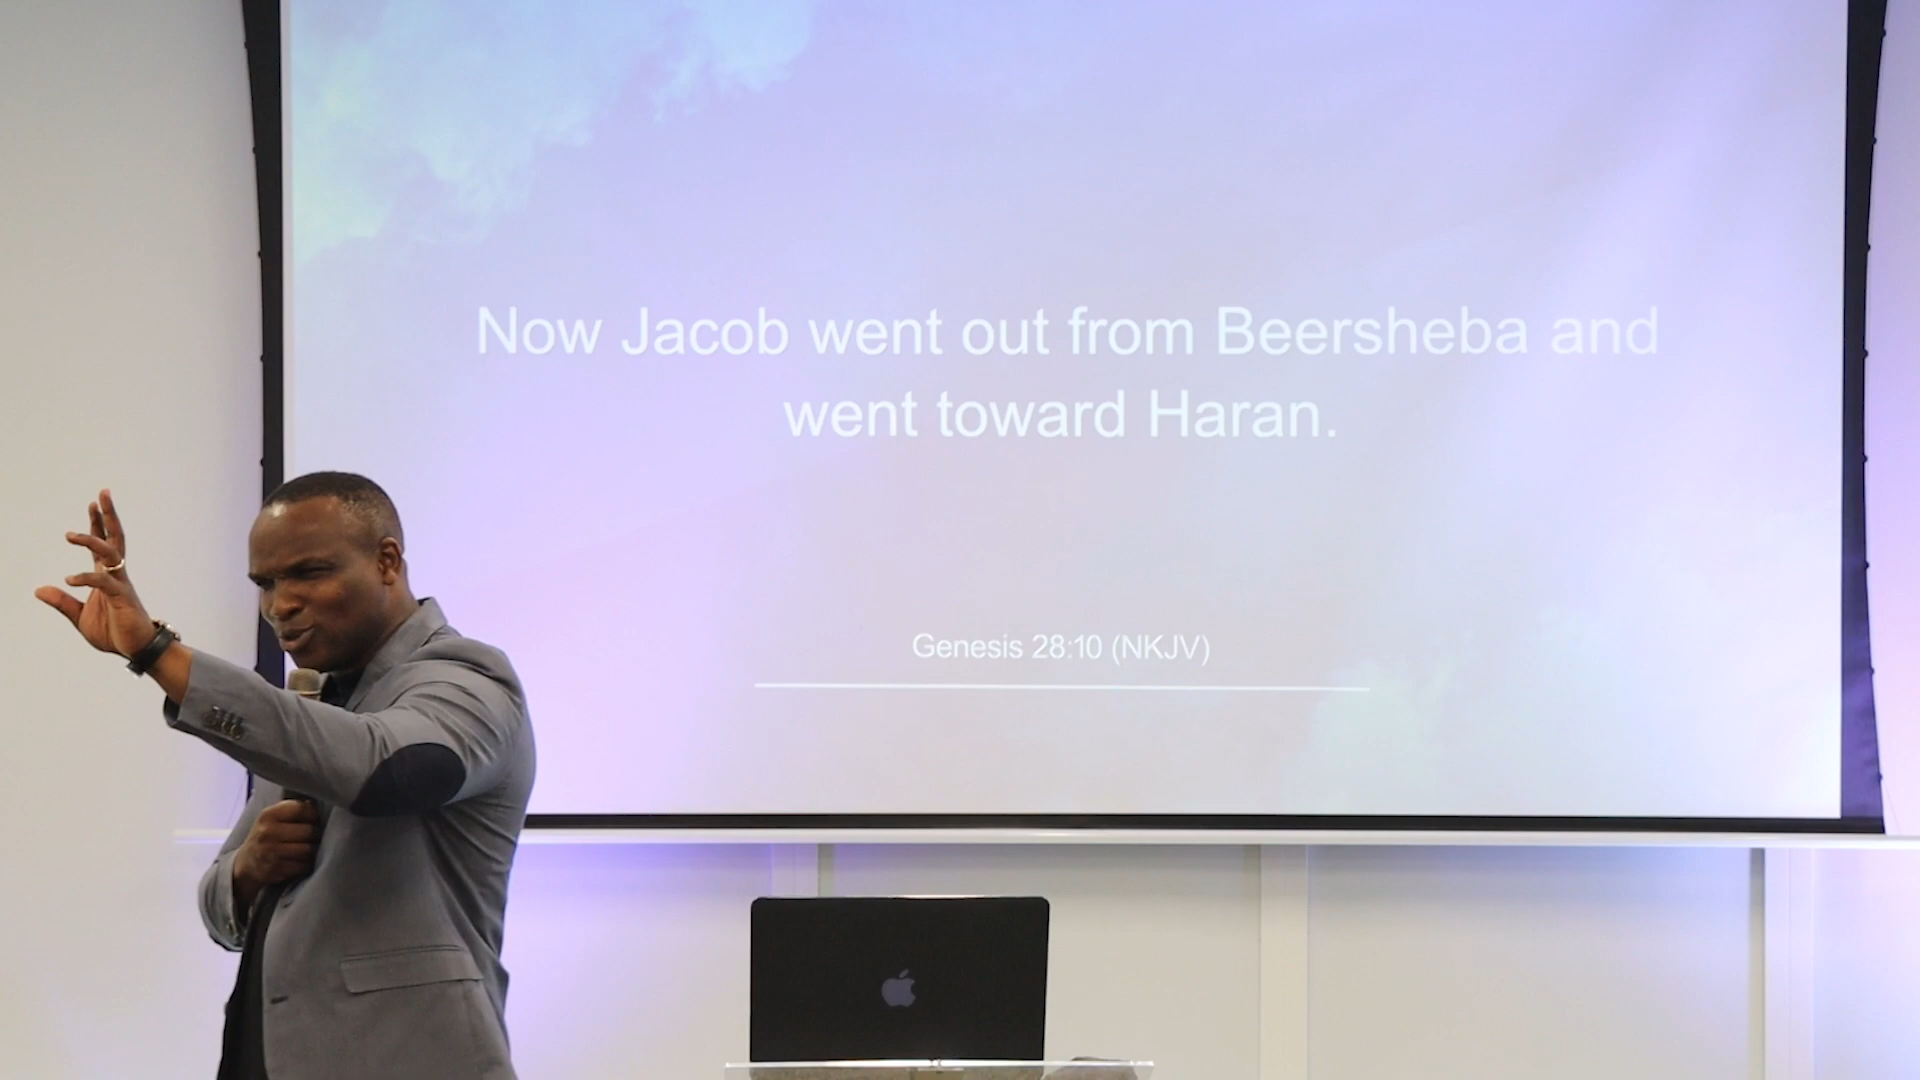 Now Jacob went out from Beersheba and
went toward Haran.
Genesis 28:10 (NKJV)